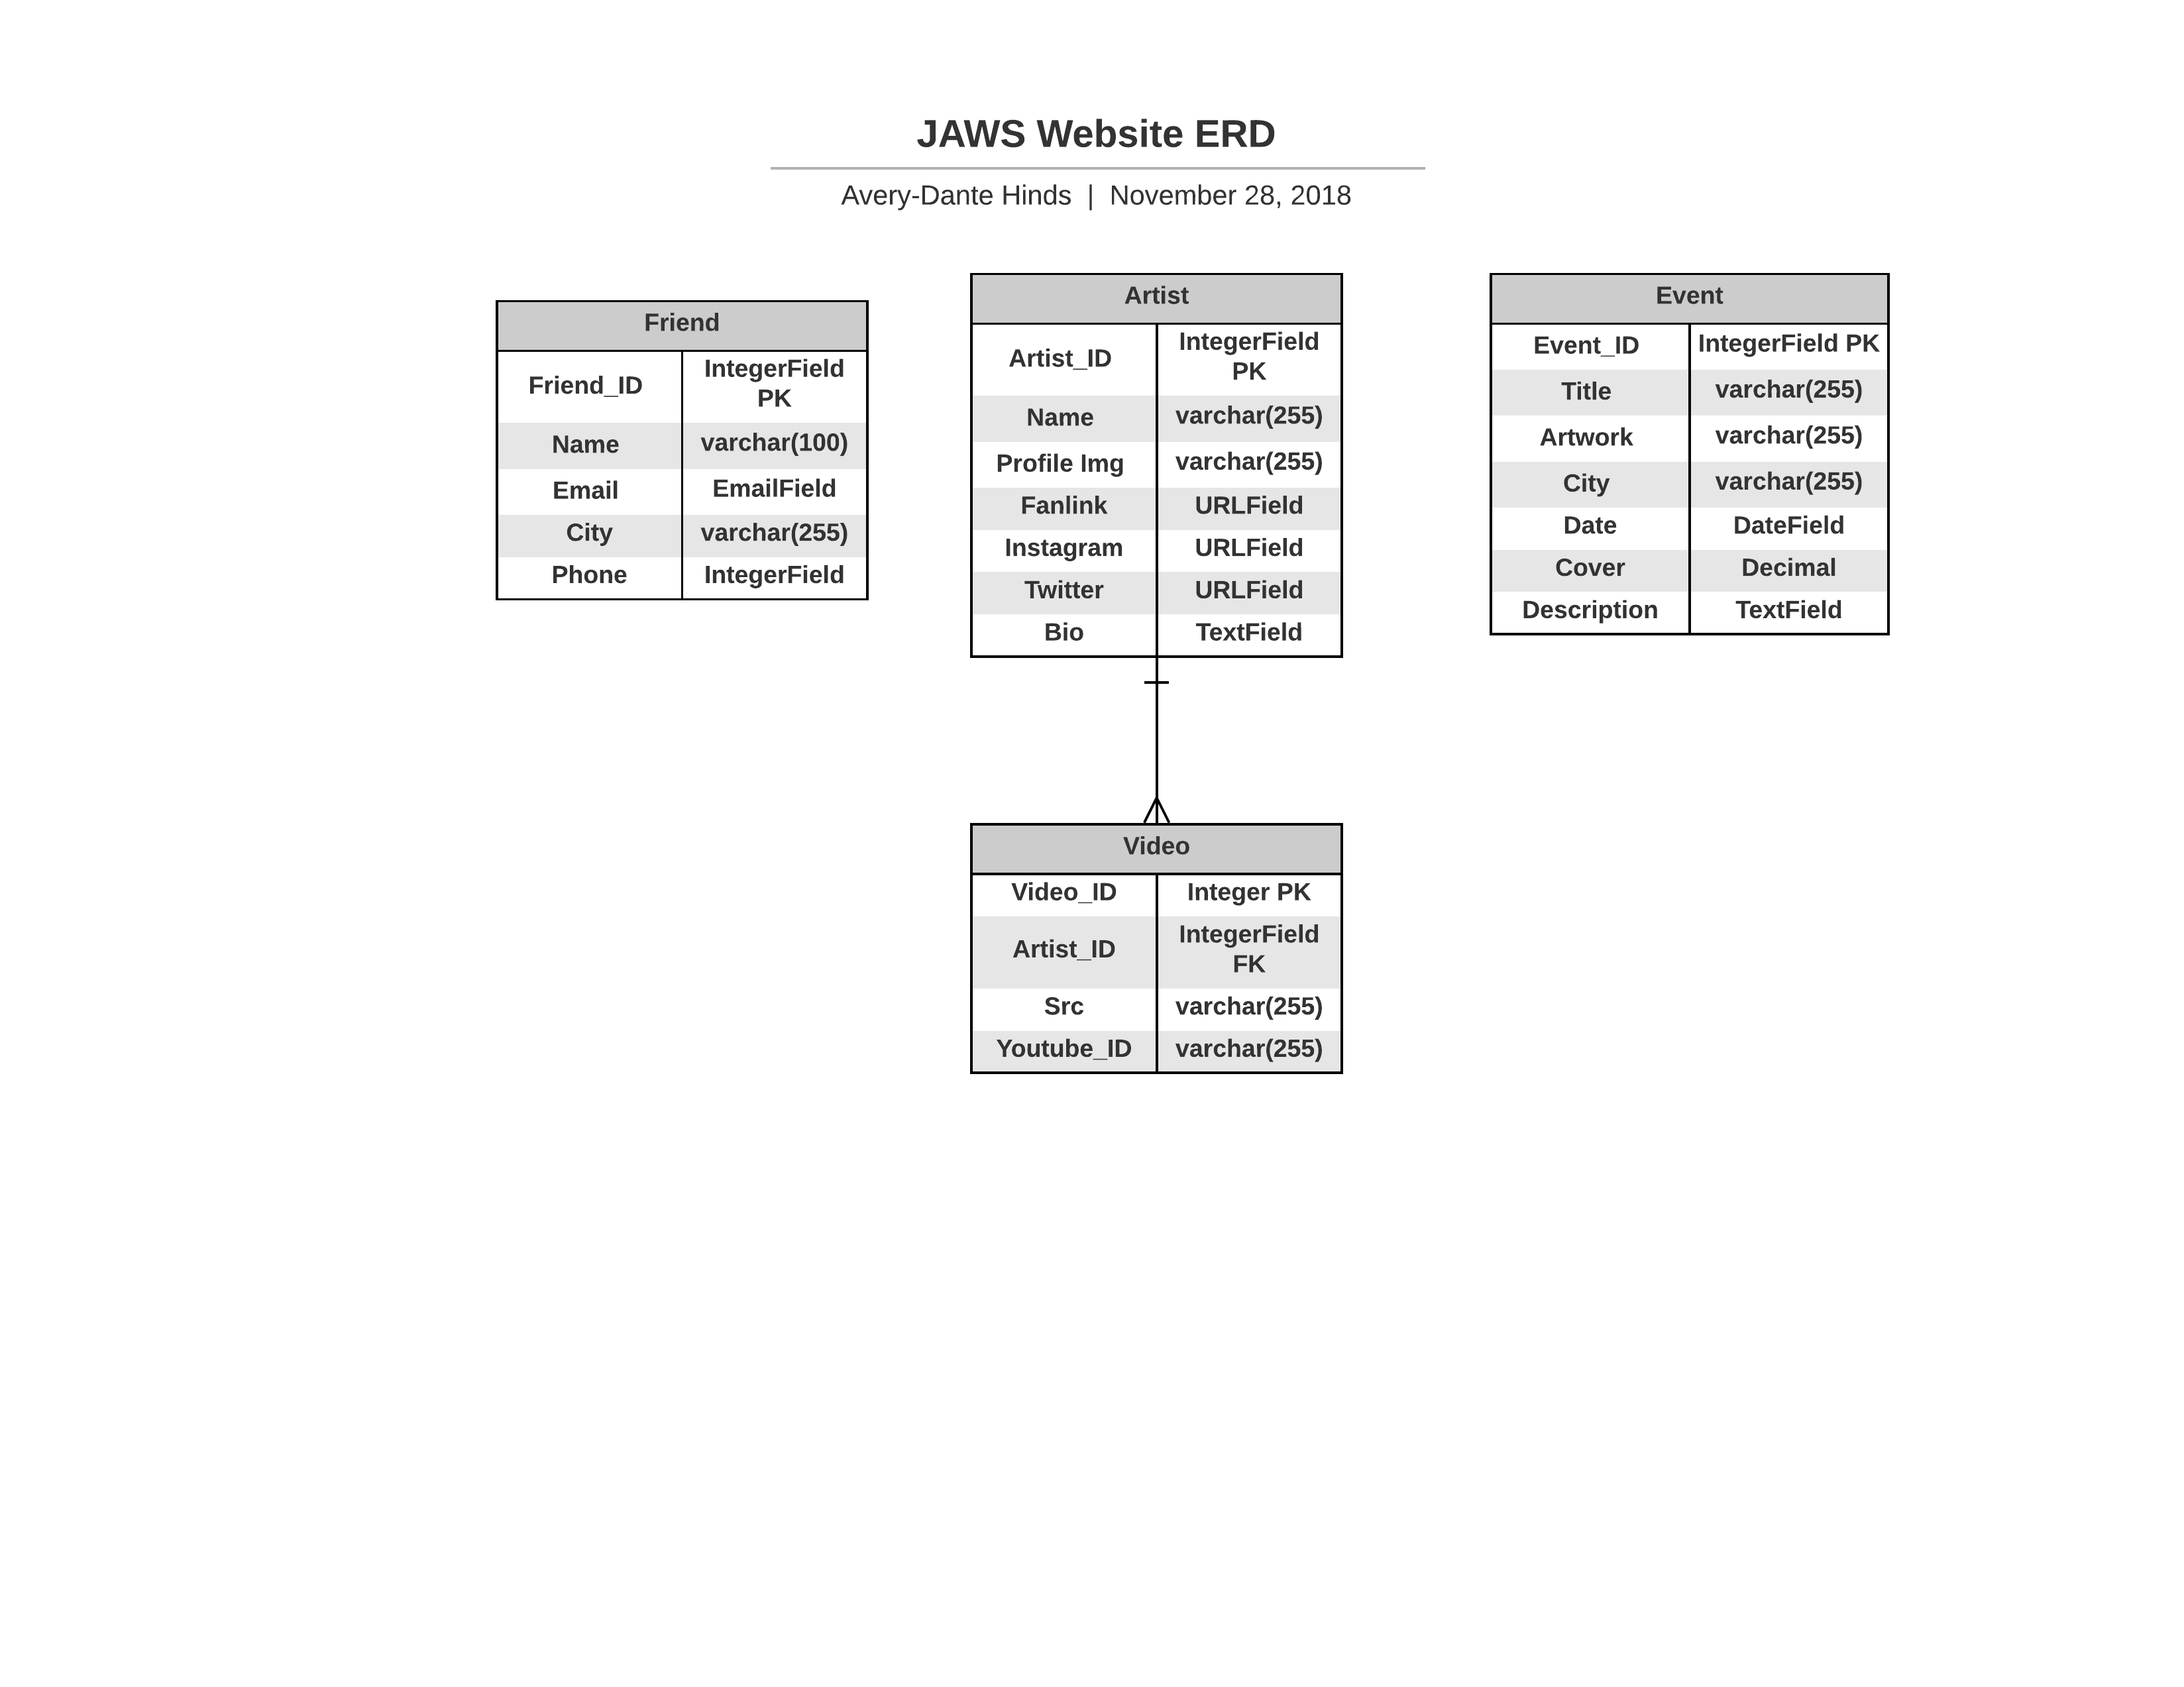 JAWS Website ERD
Avery-Dante Hinds | November 28, 2018
Friend
Friend_ID IntegerField
PK
Name varchar(100)
Email EmailField
City varchar(255)
Phone IntegerField
Artist
Artist_ID IntegerField
PK
Name varchar(255)
Profile Img varchar(255)
Fanlink URLField
Instagram URLField
Twitter URLField
Bio TextField
Event
Event_ID IntegerField PK
Title varchar(255)
Artwork varchar(255)
City varchar(255)
Date DateField
Cover Decimal
Description TextField
Video
Video_ID Integer PK
Artist_ID IntegerField
FK
Src varchar(255)
Youtube_ID varchar(255)